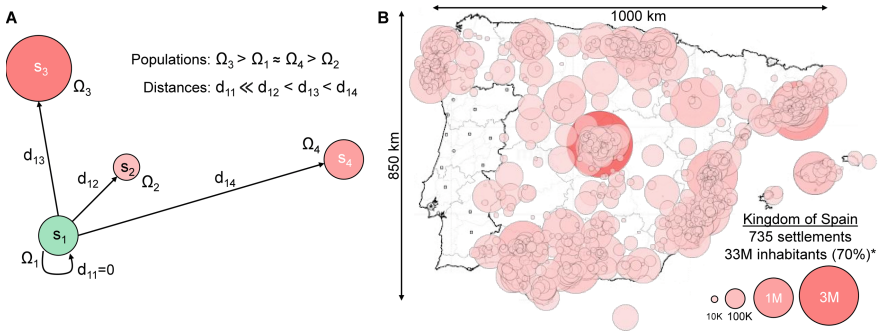 A
Populations: Ω3 > Ω1 ≈ Ω4 > Ω2
Distances: d11 ≪ d12 < d13 < d14
s3
Ω3
d13
d12
s2
Ω2
d14
Ω4
s4
s1
Ω1
d11=0
B
1000 km
850 km
Kingdom of Spain
735 settlements
33M inhabitants (70%)*
10K
100K
1M
3M